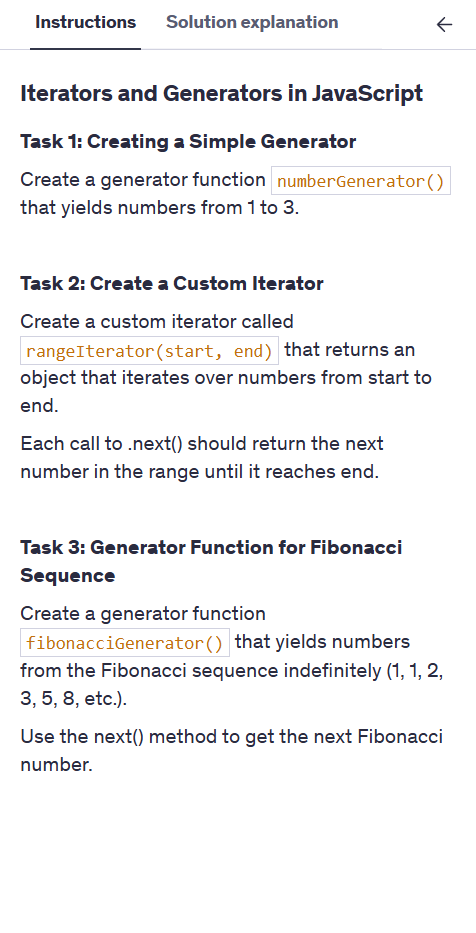 Instructions Solution explanation
Iterators and Generators in JavaScript
Task 1: Creating a Simple Generator
Create a generator function numberGenerator()
that yields numbers from 1 to 3.
Task 2: Create a Custom Iterator
Create a custom iterator called
rangeIterator(start, end) that returns an
object that iterates over numbers from start to
end.
Each call to .next() should return the next
number in the range until it reaches end.
Task 3: Generator Function for Fibonacci
Sequence
Create a generator function
fibonacciGenerator() that yields numbers
from the Fibonacci sequence indefinitely (1, 1, 2,
3, 5, 8, etc.).
Use the next() method to get the next Fibonacci
number.